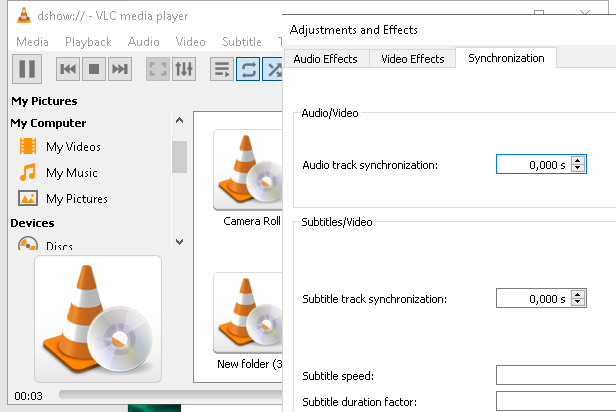 dshow:// - VLC media player
Media Playback Audio Video Subtitle
My Pictures
My Computer
My Videos
My Music
My Pictures
Devices
Discs
Camera Roll
New folder (3
00:03
Adjustments and Effects
Audio Effects Video Effects Synchronization
Audio/Video
Audio track synchronization: 0,000 s
Subtitles/Video
Subtitle track synchronization: 0,000 s
Subtitle speed:
Subtitle duration factor: